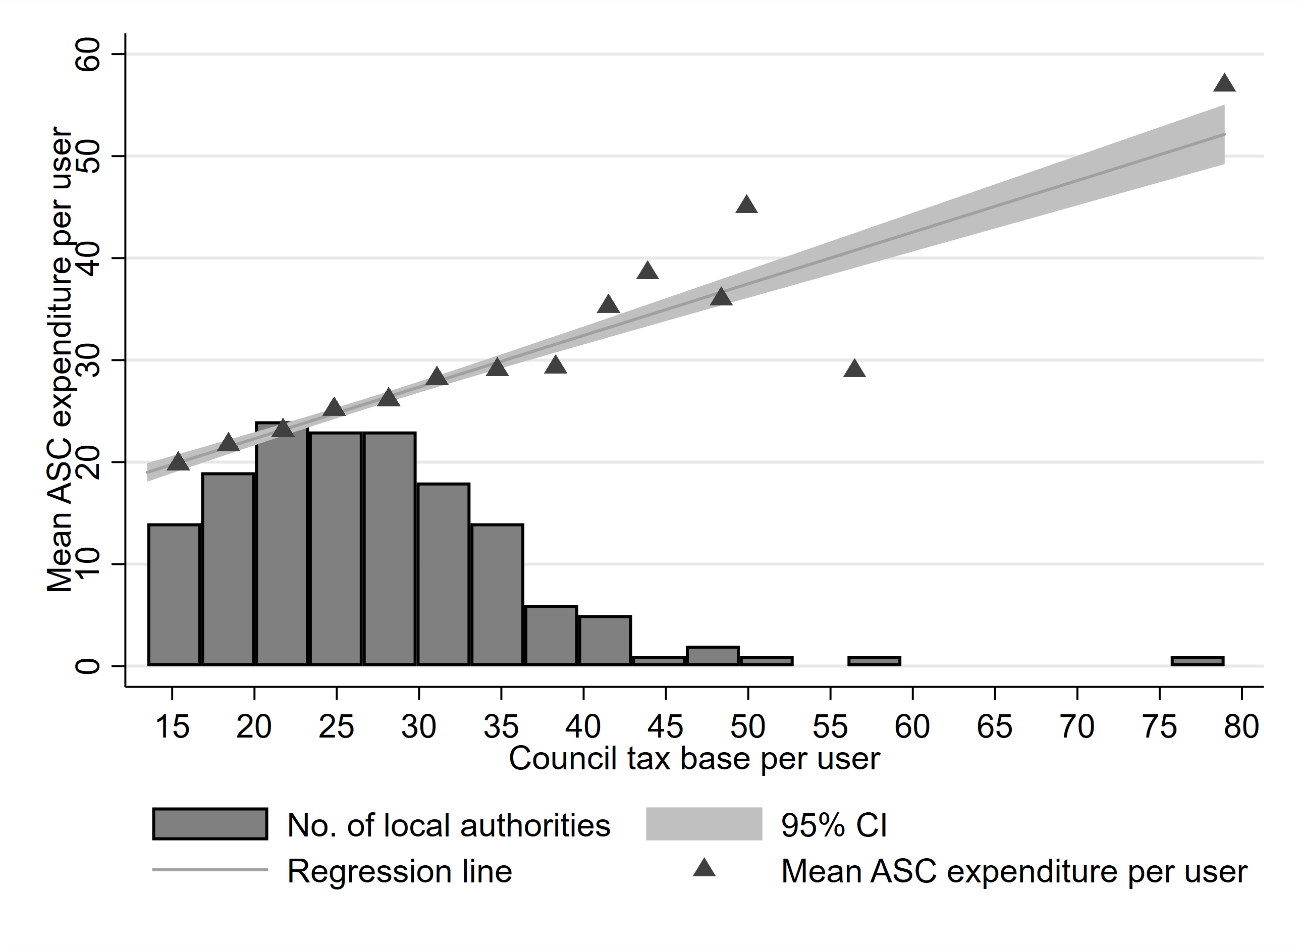 Mean ASC expenditure per user
60
50
40
30
20
10
0
15 20 25 30 35 40 45 50 55 60 65 70 75 80
Council tax base per user
No. of local authorities 95% CI
Regression line Mean ASC expenditure per user